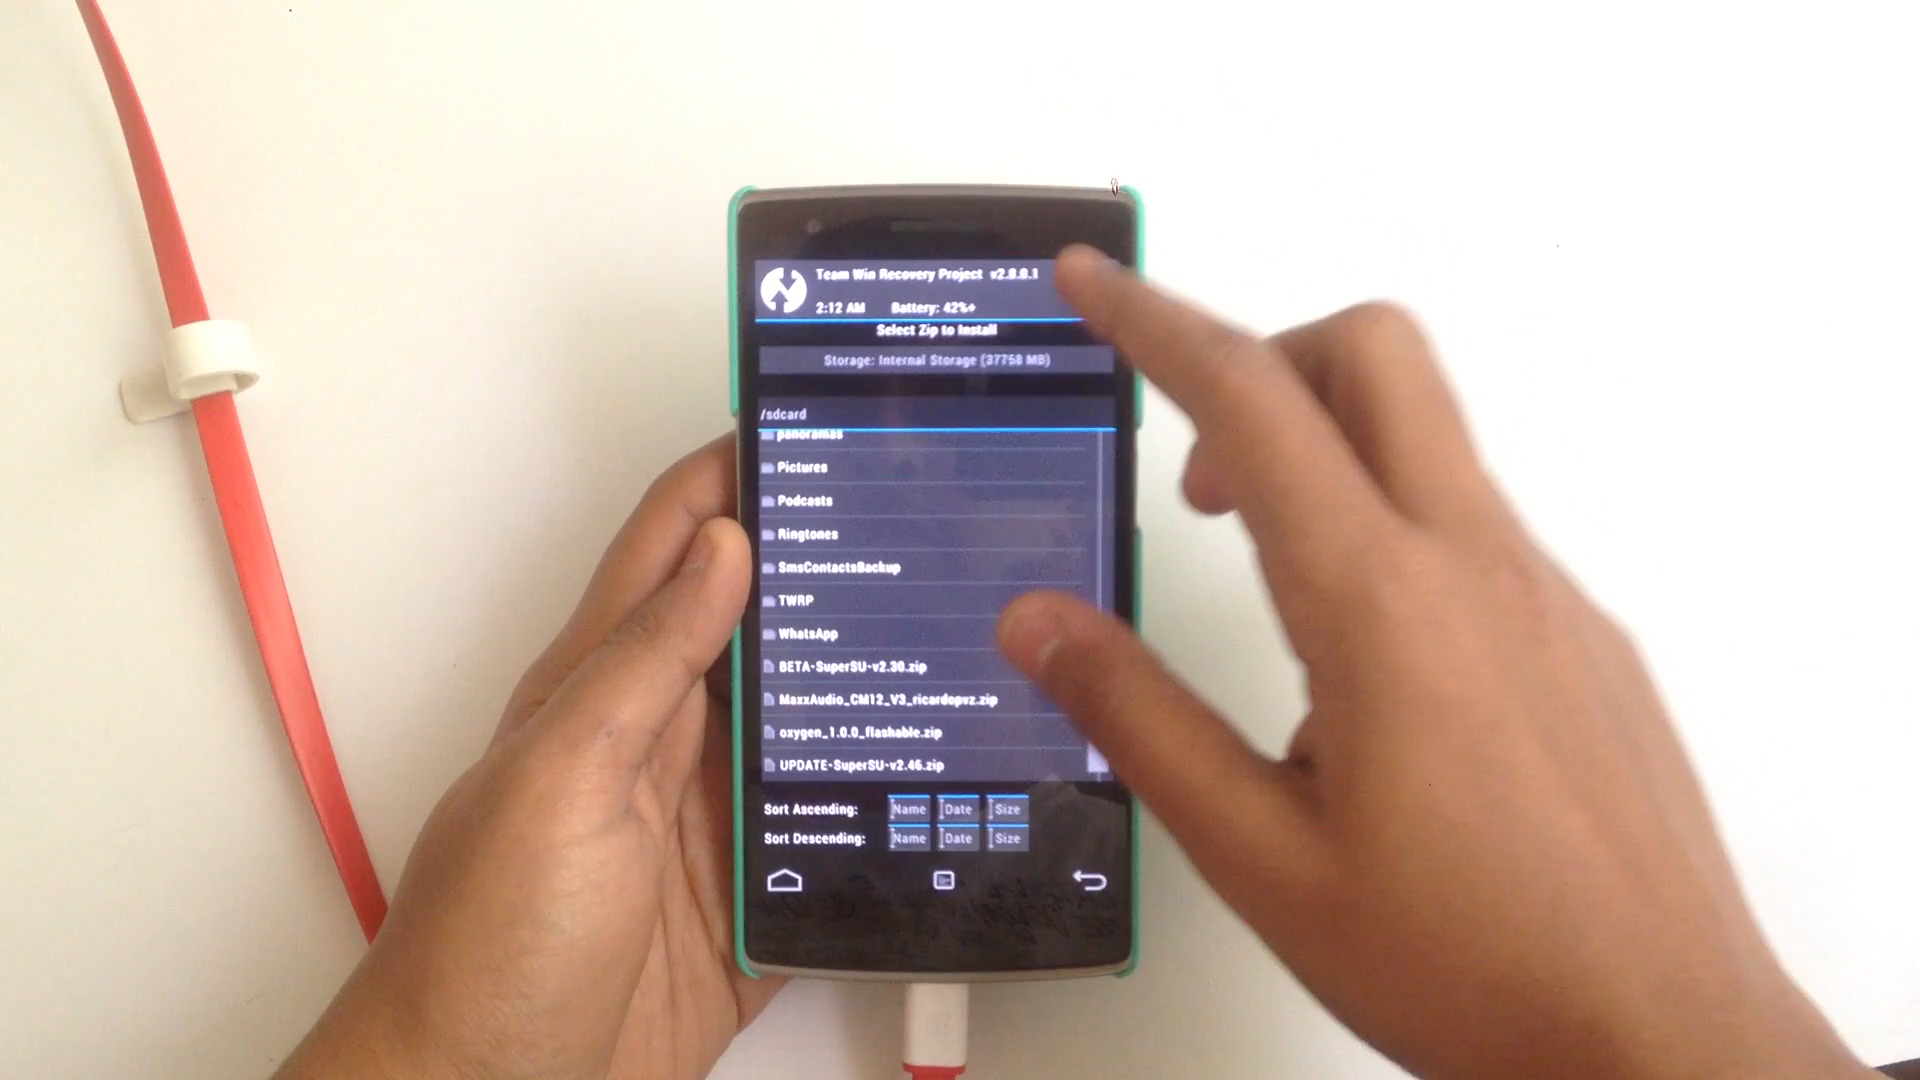 Team Win Recovery Project v2.8.0.1
2:12 AM Battery: 42%+
Select Zip to Install
Storage: Internal Storage (37758 MB)
/sdcard
panoramas
Pictures
Podcasts
Ringtones
SmsContactsBackup
TWRP
WhatsApp
BETA-SuperSU-v2.30.zip
MaxxAudio_CM12_V3_ricardopvz.zip
oxygen_1.0.0_flashable.zip
UPDATE-SuperSU-v2.46.zip
Sort Ascending: Name Date Size
Sort Descending: Name Date Size